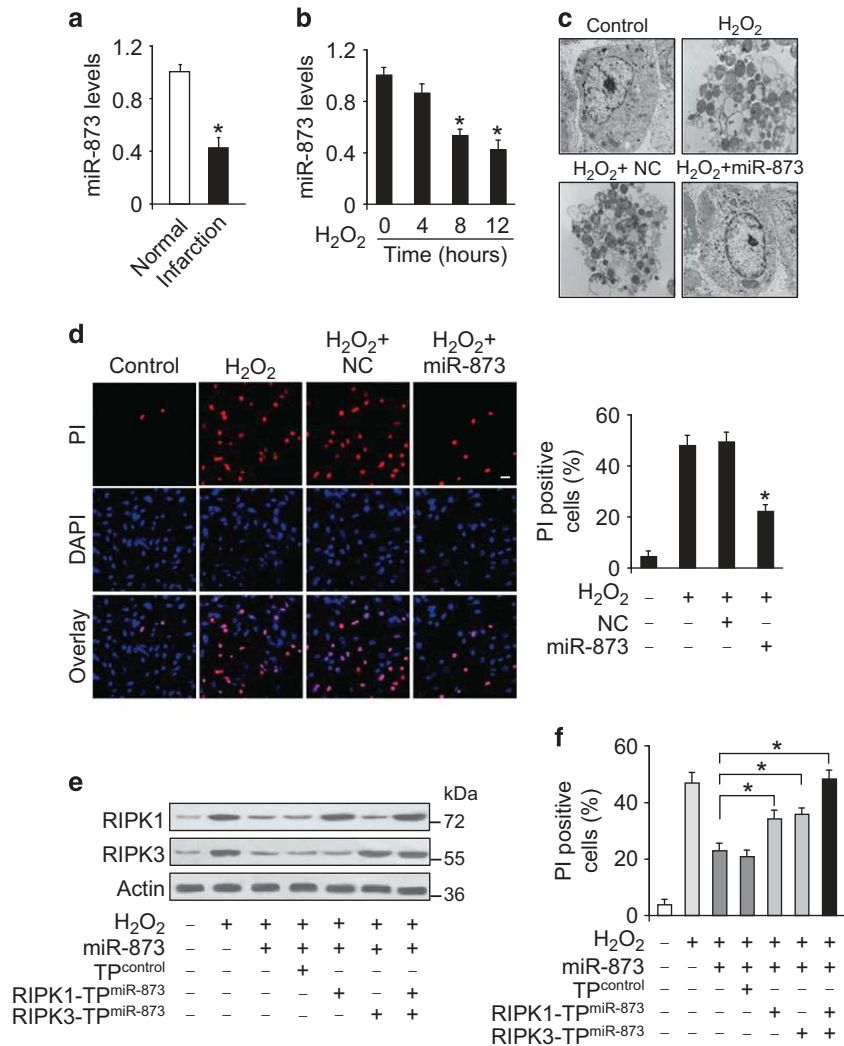 a
miR-873 levels
1.2
0.8
0.4
0
*
Normal
Infarction
b
miR-873 levels
1.2
0.8
0.4
0
* *
H2O2 0 4 8 12
Time (hours)
c
Control H2O2
H2O2+ NC H2O2+miR-873
d
Control H2O2 H2O2+ NC H2O2+ miR-873
PI
DAPI
Overlay
PI positive cells (%)
60
40
20
0
*
H2O2 – + + +
NC – – + –
miR-873 – – – +
e
kDa
RIPK1 72
RIPK3 55
Actin 36
H2O2 – + + + + + +
miR-873 – – + + + + +
TPcontrol – – – + – – –
RIPK1-TPmiR-873 – – – – + – +
RIPK3-TPmiR-873 – – – – – + +
f
PI positive cells (%)
60
40
20
0
*
*
*
H2O2 – + + + + + +
miR-873 – – + + + + +
TPcontrol – – – + – – –
RIPK1-TPmiR-873 – – – – + – +
RIPK3-TPmiR-873 – – – – – + +